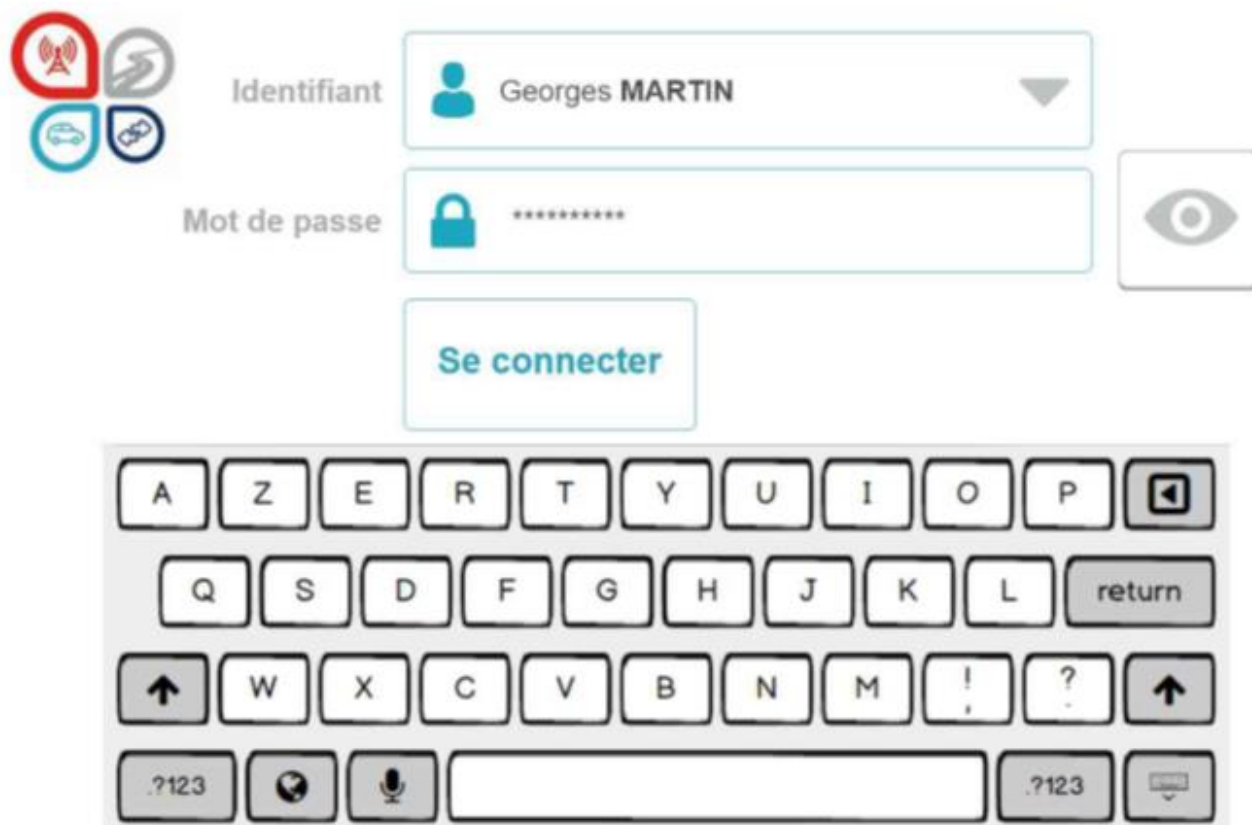 Identifiant Georges MARTIN
Mot de passe **********
Se connecter
A Z E R T Y U I O P
Q S D F G H J K L return
W X C V B N M ! , ? .
.?123 .?123